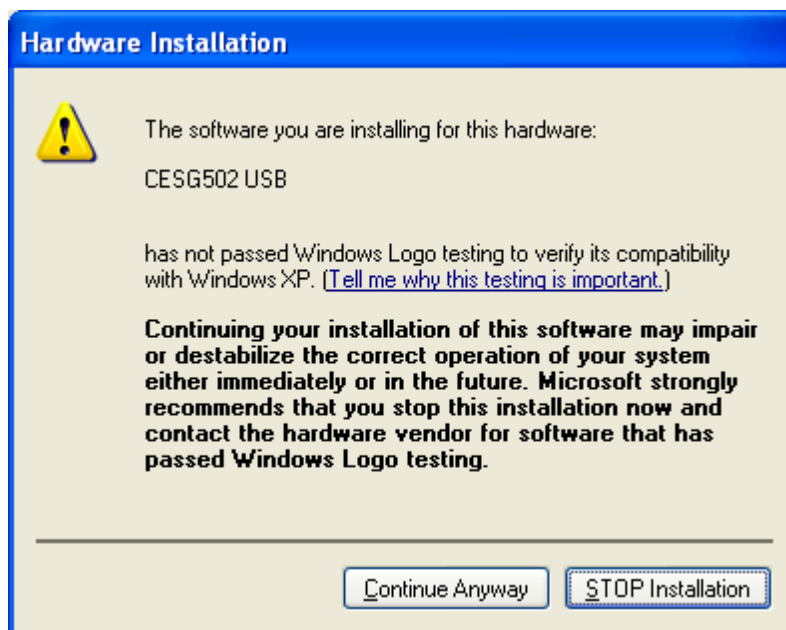 Hardware Installation
The software you are installing for this hardware:
CESG502 USB
has not passed Windows Logo testing to verify its compatibility
with Windows XP. (Tell me why this testing is important.)
Continuing your installation of this software may impair
or destabilize the correct operation of your system
either immediately or in the future. Microsoft strongly
recommends that you stop this installation now and
contact the hardware vendor for software that has
passed Windows Logo testing.
Continue Anyway
STOP Installation